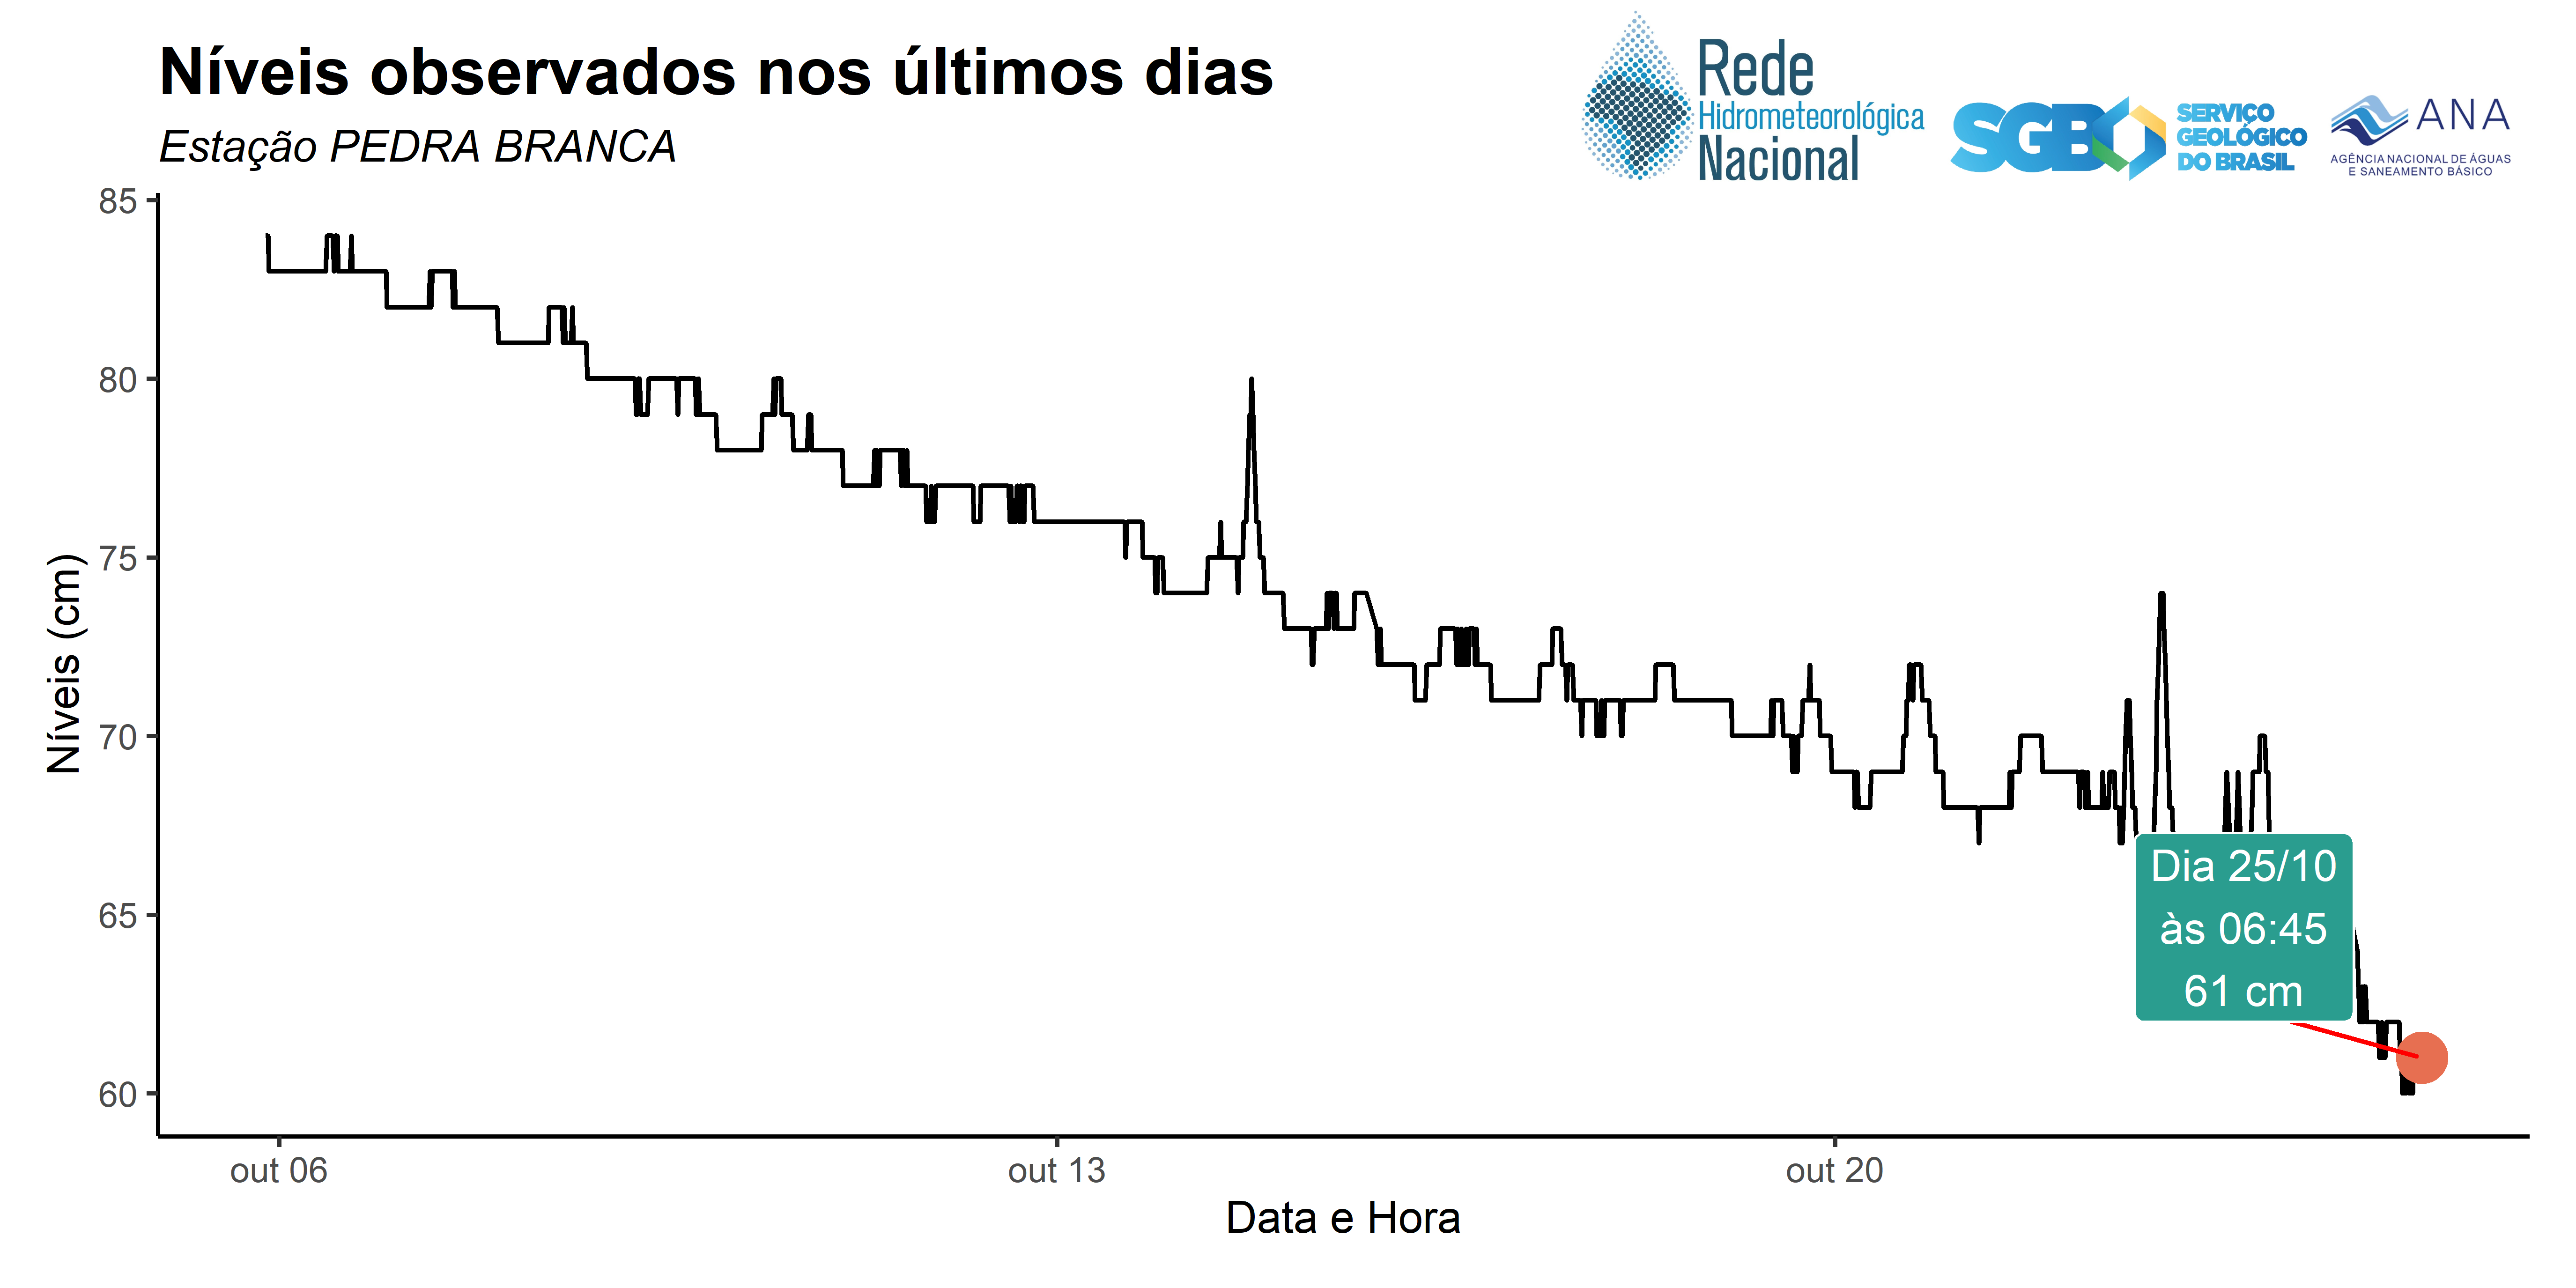 Níveis observados nos últimos dias
Estação PEDRA BRANCA
Rede
Hidrometeorológica
Nacional
SGB
SERVIÇO
GEOLÓGICO
DO BRASIL
ANA
AGÊNCIA NACIONAL DE ÁGUAS
E SANEAMENTO BÁSICO
Níveis (cm)
85
80
75
70
65
60
Dia 25/10
às 06:45
61 cm
out 06
out 13
out 20
Data e Hora